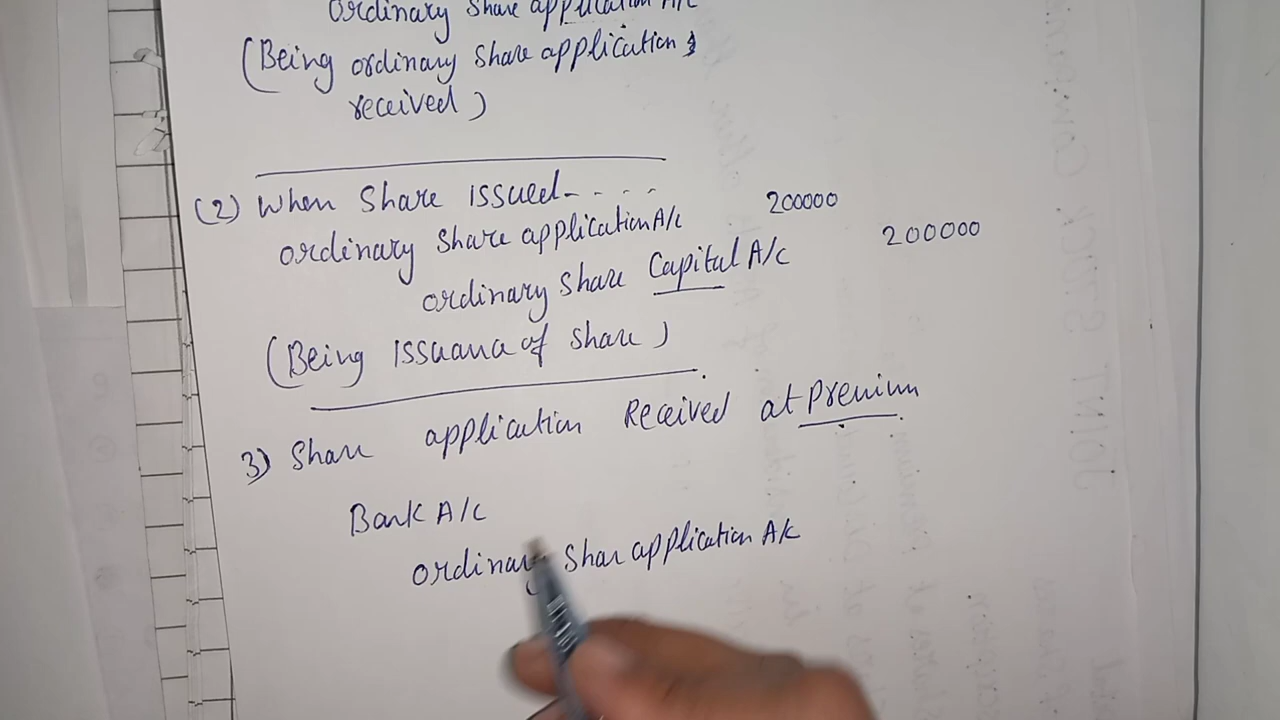 Ordinary Share application A/c
(Being ordinary Share application s
received)
(2) When Share issued- . . . .
ordinary Share application A/c 200000
ordinary Share Capital A/c 200000
(Being Issuana of Share)
3) Share application Received at Premium
Bank A/c
ordinary Shar application A/c